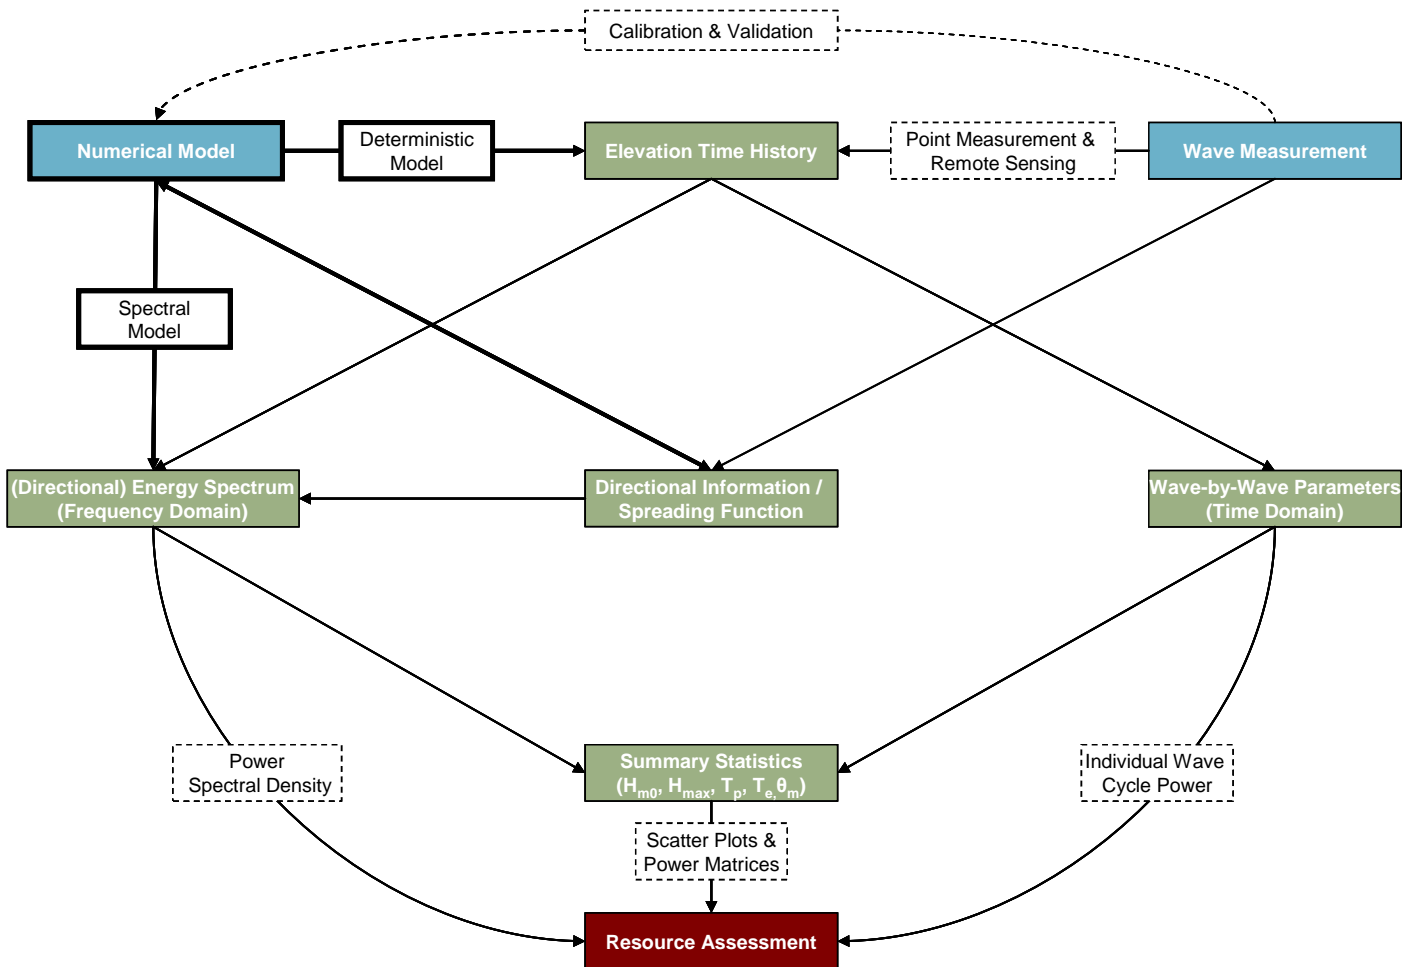 Calibration & Validation
Numerical Model
Deterministic
Model
Elevation Time History
Point Measurement &
Remote Sensing
Wave Measurement
Spectral
Model
(Directional) Energy Spectrum
(Frequency Domain)
Directional Information /
Spreading Function
Wave-by-Wave Parameters
(Time Domain)
Power
Spectral Density
Summary Statistics
(Hm0, Hmax, Tp, Te,θm)
Individual Wave
Cycle Power
Scatter Plots &
Power Matrices
Resource Assessment